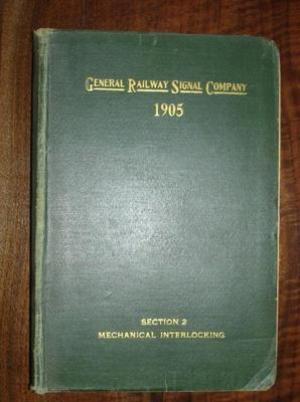 GENERAL RAILWAY SIGNAL COMPANY
1905
SECTION 2
MECHANICAL INTERLOCKING